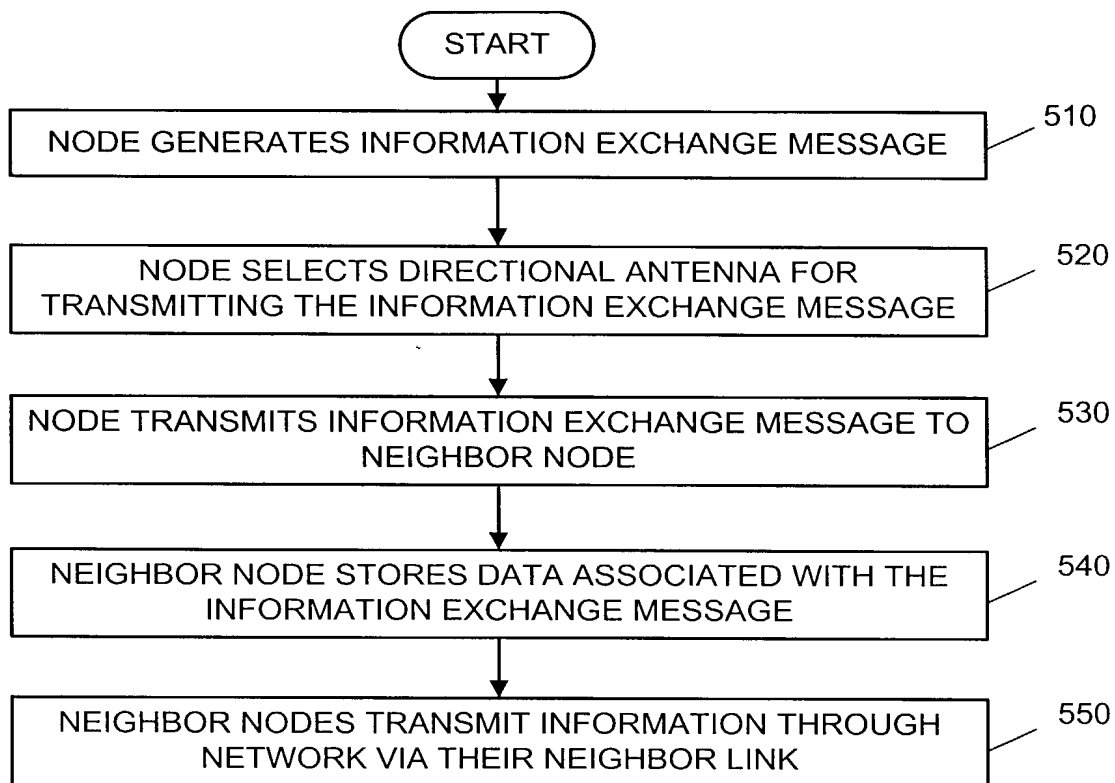 START
NODE GENERATES INFORMATION EXCHANGE MESSAGE
510
NODE SELECTS DIRECTIONAL ANTENNA FOR
TRANSMITTING THE INFORMATION EXCHANGE MESSAGE
520
NODE TRANSMITS INFORMATION EXCHANGE MESSAGE TO
NEIGHBOR NODE
530
NEIGHBOR NODE STORES DATA ASSOCIATED WITH THE
INFORMATION EXCHANGE MESSAGE
540
NEIGHBOR NODES TRANSMIT INFORMATION THROUGH
NETWORK VIA THEIR NEIGHBOR LINK
550